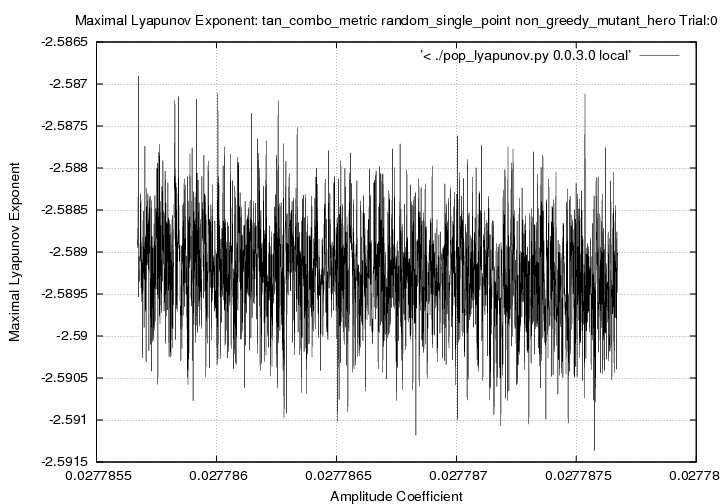 Maximal Lyapunov Exponent: tan_combo_metric random_single_point non_greedy_mutant_hero Trial:0
'< ./pop_lyapunov.py 0.0.3.0 local'
-2.5865
-2.587
-2.5875
-2.588
-2.5885
-2.589
-2.5895
-2.59
-2.5905
-2.591
-2.5915
Maximal Lyapunov Exponent
0.0277855 0.027786 0.0277865 0.027787 0.0277875 0.02778
Amplitude Coefficient